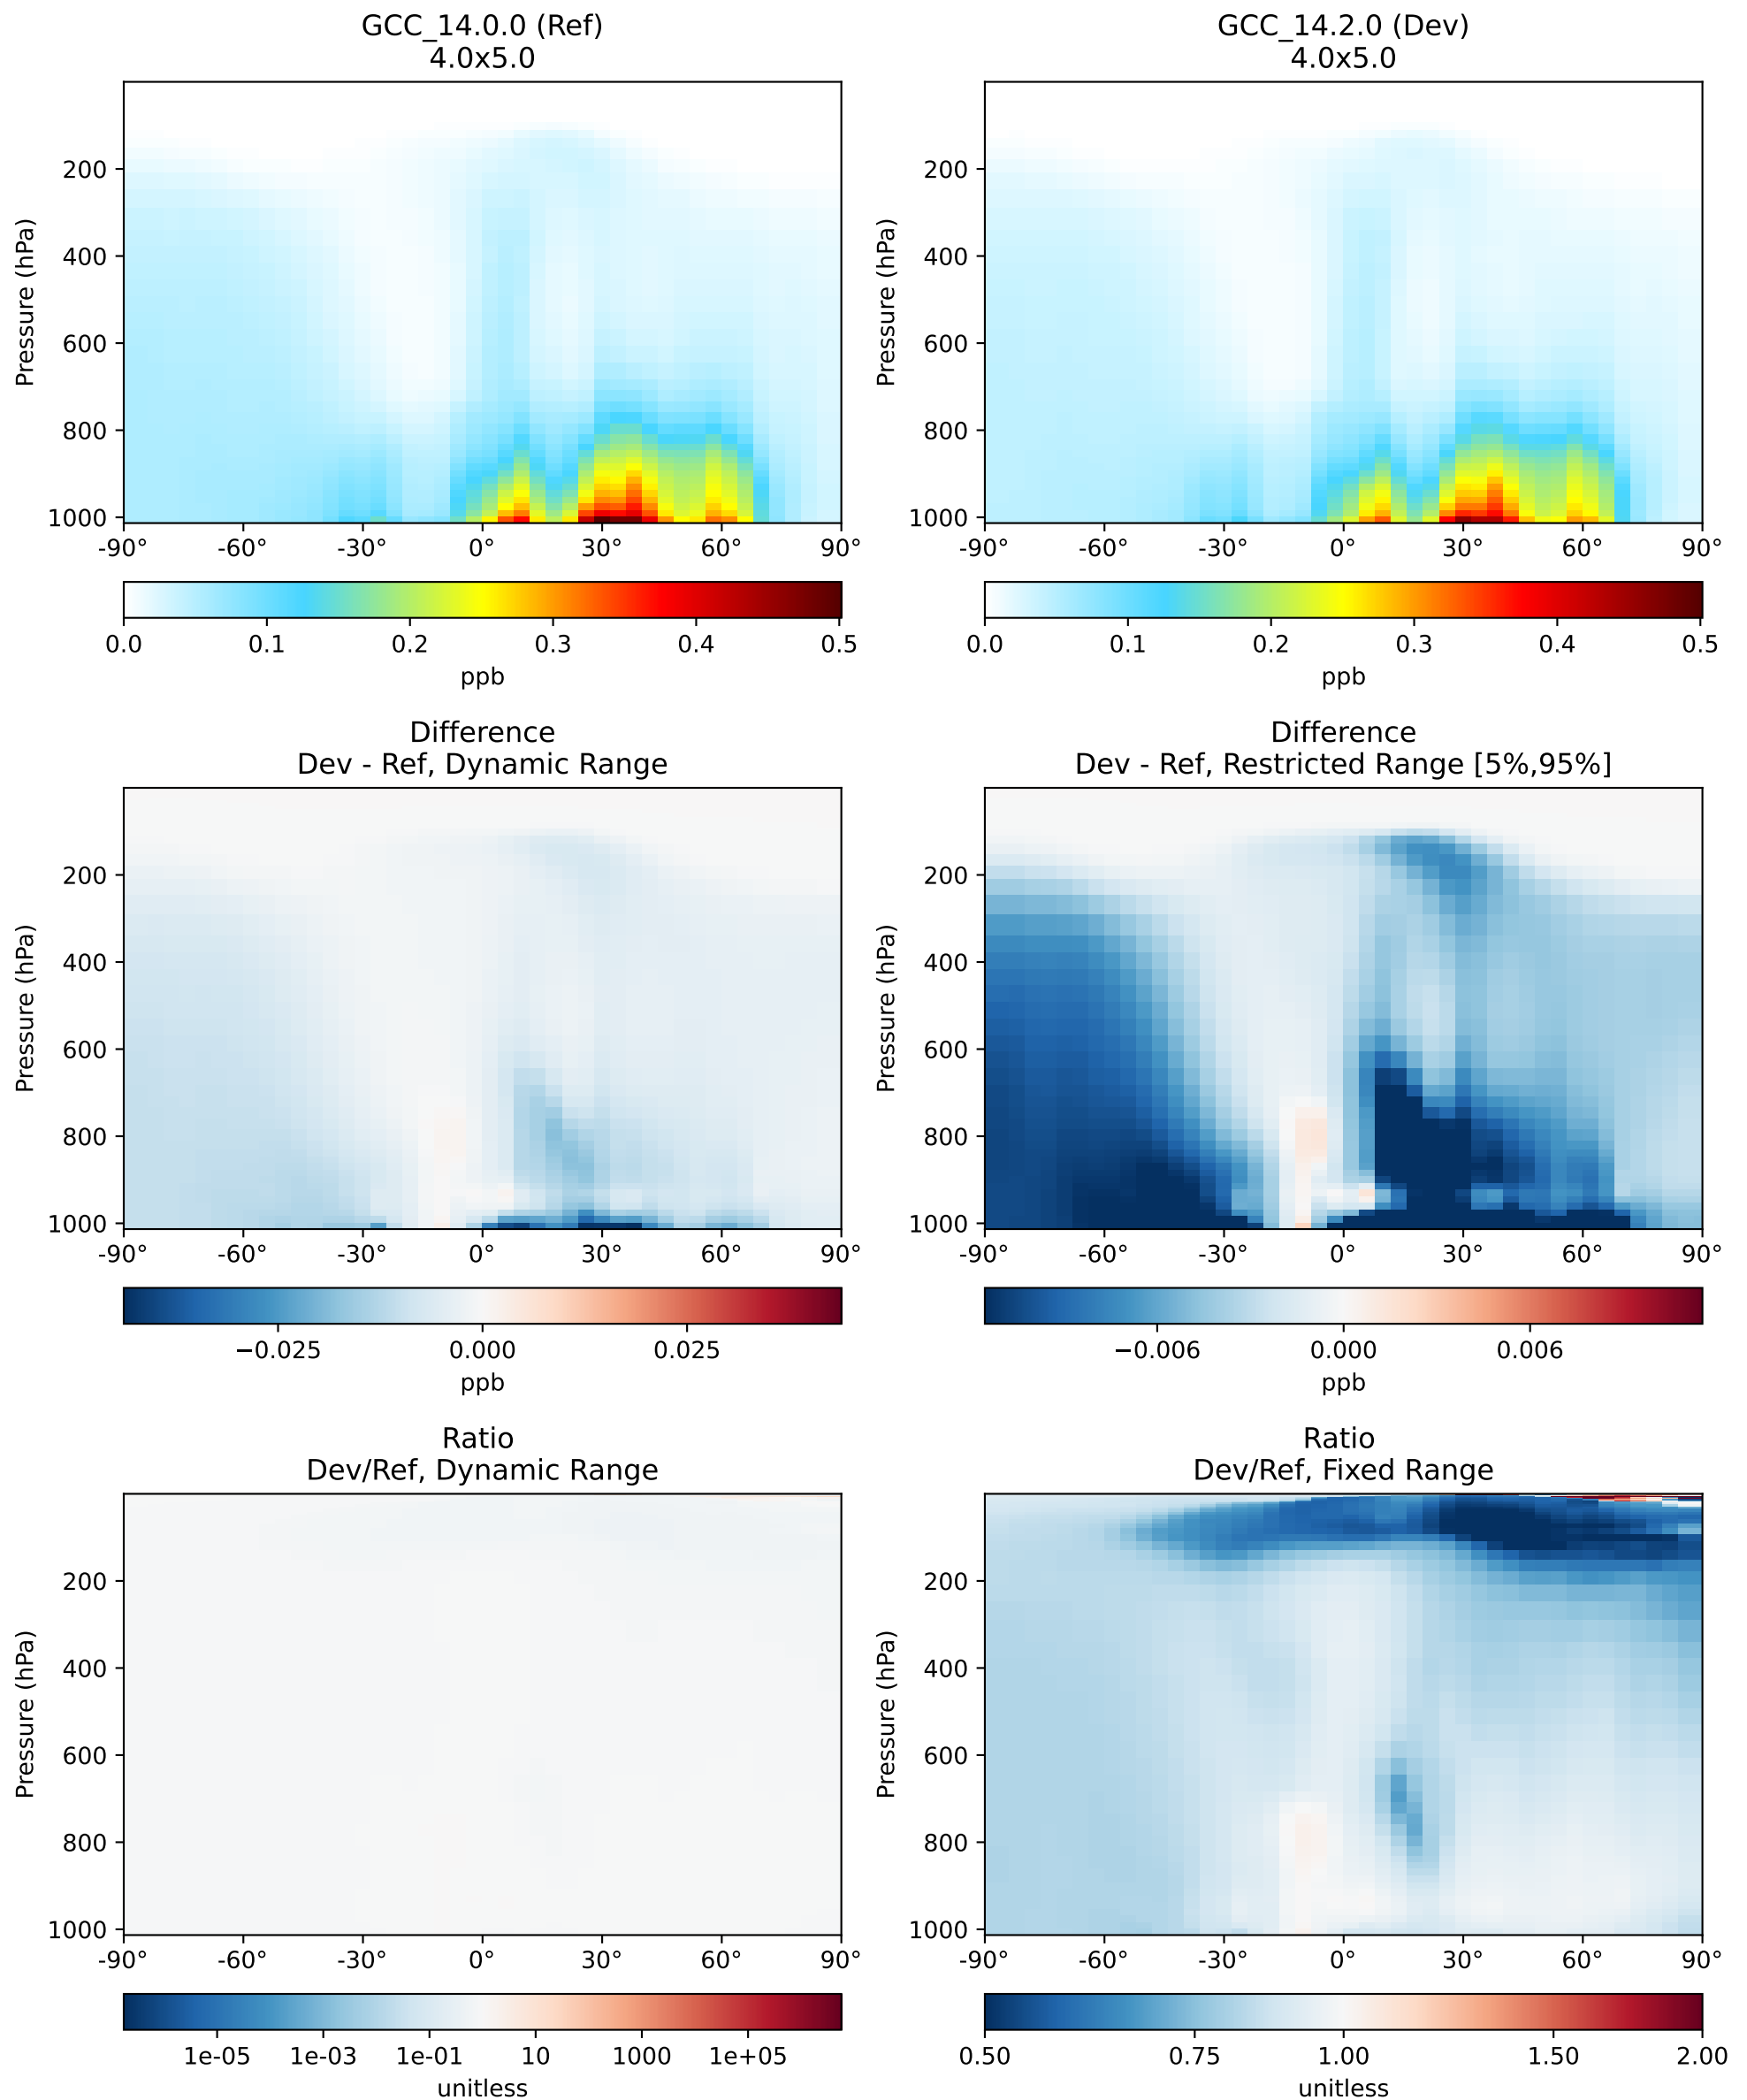 GCC_14.0.0 (Ref)
4.0x5.0
GCC_14.2.0 (Dev)
4.0x5.0
Pressure (hPa)
200
400
600
800
1000
-90° -60° -30° 0° 30° 60° 90°
0.0 0.1 0.2 0.3 0.4 0.5
ppb
Pressure (hPa)
200
400
600
800
1000
-90° -60° -30° 0° 30° 60° 90°
0.0 0.1 0.2 0.3 0.4 0.5
ppb
Difference
Dev - Ref, Dynamic Range
Pressure (hPa)
200
400
600
800
1000
-90° -60° -30° 0° 30° 60° 90°
−0.025 0.000 0.025
ppb
Difference
Dev - Ref, Restricted Range [5%,95%]
Pressure (hPa)
200
400
600
800
1000
-90° -60° -30° 0° 30° 60° 90°
−0.006 0.000 0.006
ppb
Ratio
Dev/Ref, Dynamic Range
Pressure (hPa)
200
400
600
800
1000
-90° -60° -30° 0° 30° 60° 90°
1e-05 1e-03 1e-01 10 1000 1e+05
unitless
Ratio
Dev/Ref, Fixed Range
Pressure (hPa)
200
400
600
800
1000
-90° -60° -30° 0° 30° 60° 90°
0.50 0.75 1.00 1.50 2.00
unitless